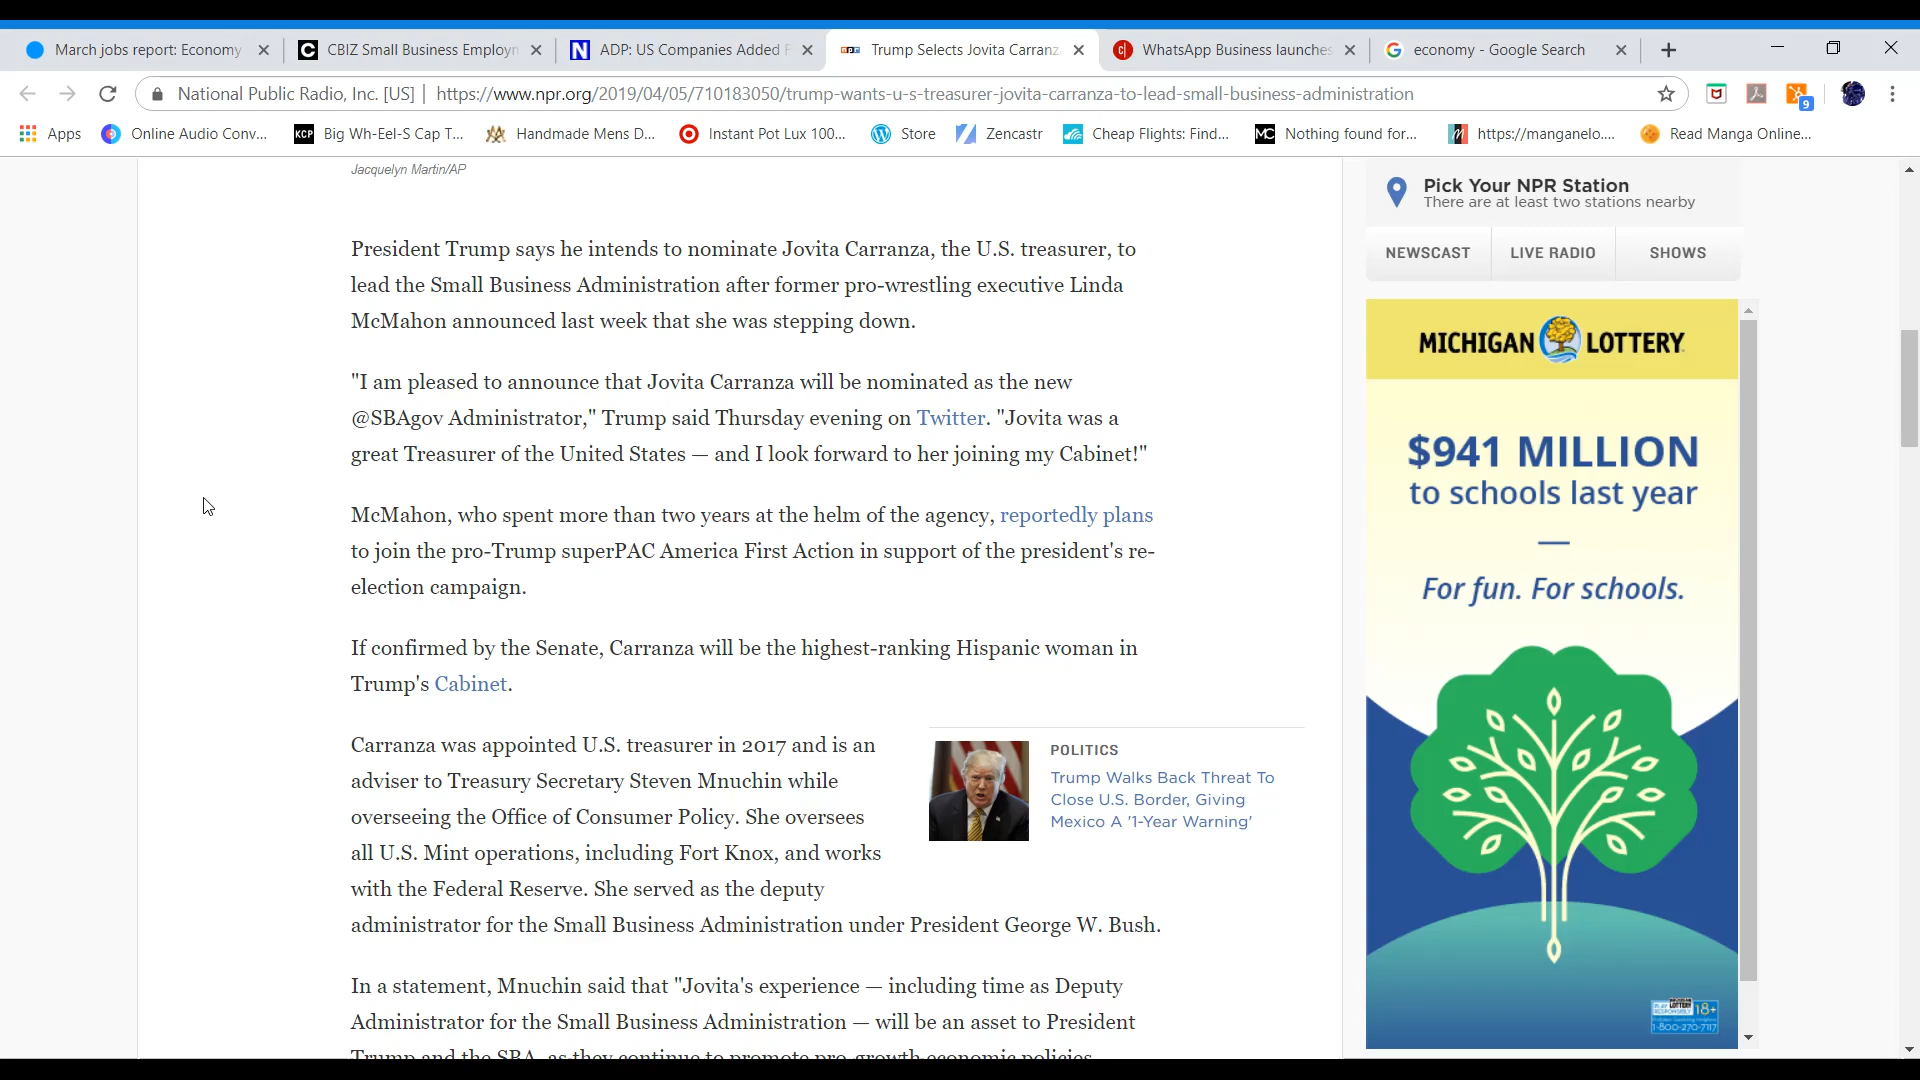 March jobs report: Economy
CBIZ Small Business Employn
ADP: US Companies Added F
Trump Selects Jovita Carranz
WhatsApp Business launches
economy - Google Search
National Public Radio, Inc. [US] | https://www.npr.org/2019/04/05/710183050/trump-wants-u-s-treasurer-jovita-carranza-to-lead-small-business-administration
9
Apps
Online Audio Conv...
KCP Big Wh-Eel-S Cap T...
Handmade Mens D...
Instant Pot Lux 100...
Store
Zencastr
Cheap Flights: Find...
MC Nothing found for...
https://manganelo....
Read Manga Online...
Jacquelyn Martin/AP
President Trump says he intends to nominate Jovita Carranza, the U.S. treasurer, to
lead the Small Business Administration after former pro-wrestling executive Linda
McMahon announced last week that she was stepping down.
"I am pleased to announce that Jovita Carranza will be nominated as the new
@SBAgov Administrator," Trump said Thursday evening on Twitter. "Jovita was a
great Treasurer of the United States — and I look forward to her joining my Cabinet!"
McMahon, who spent more than two years at the helm of the agency, reportedly plans
to join the pro-Trump superPAC America First Action in support of the president's re-
election campaign.
If confirmed by the Senate, Carranza will be the highest-ranking Hispanic woman in
Trump's Cabinet.
Carranza was appointed U.S. treasurer in 2017 and is an
adviser to Treasury Secretary Steven Mnuchin while
overseeing the Office of Consumer Policy. She oversees
all U.S. Mint operations, including Fort Knox, and works
with the Federal Reserve. She served as the deputy
administrator for the Small Business Administration under President George W. Bush.
In a statement, Mnuchin said that "Jovita's experience — including time as Deputy
Administrator for the Small Business Administration — will be an asset to President
Trump and the SBA, as they continue to promote pro-growth economic policies
POLITICS
Trump Walks Back Threat To
Close U.S. Border, Giving
Mexico A '1-Year Warning'
Pick Your NPR Station
There are at least two stations nearby
NEWSCAST
LIVE RADIO
SHOWS
MICHIGAN LOTTERY
$941 MILLION
to schools last year
For fun. For schools.
18+
1-800-270-7117